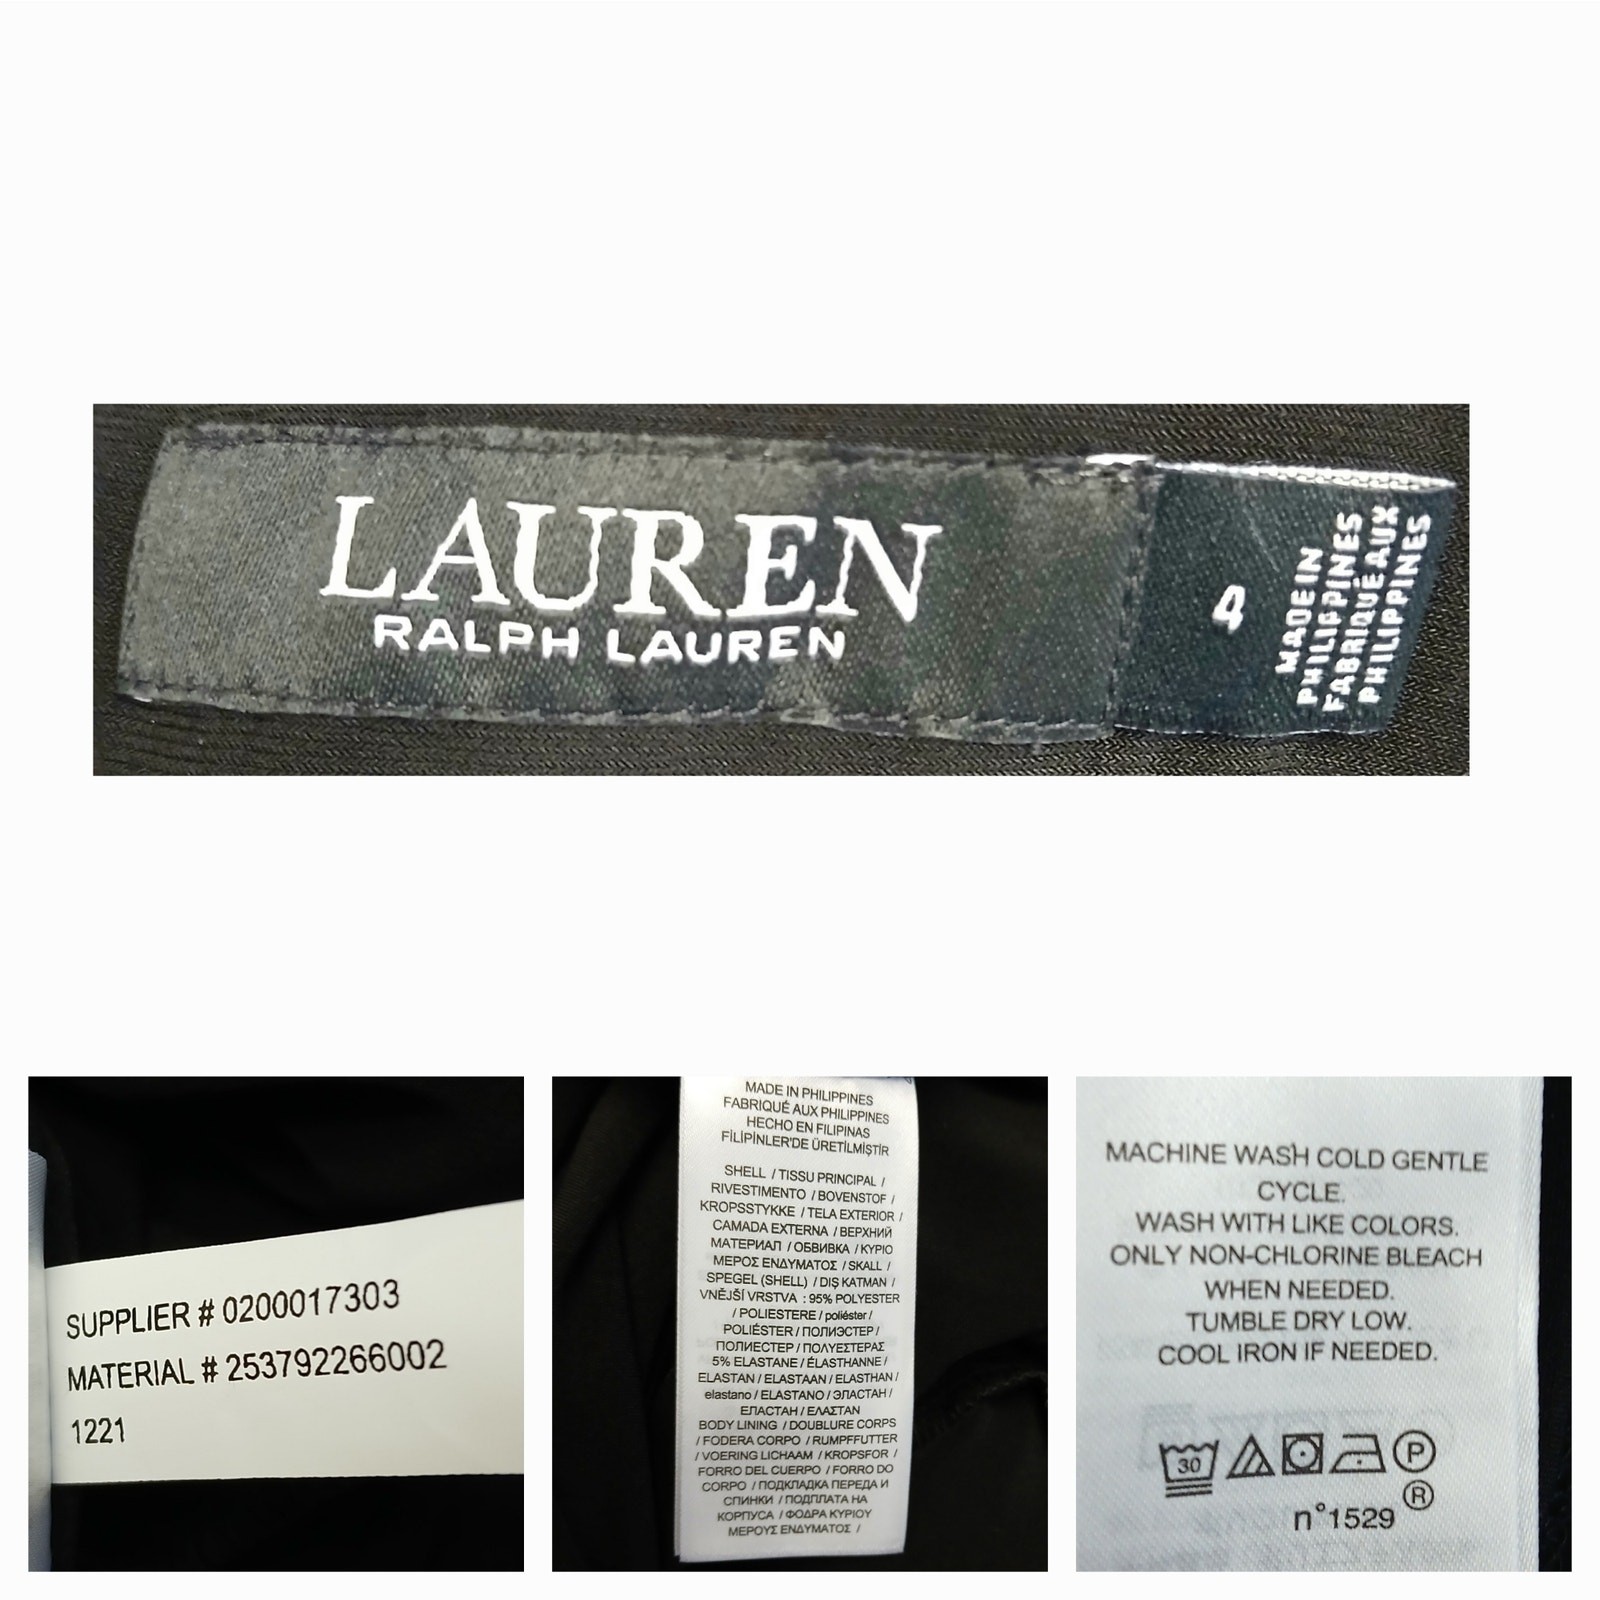 LAUREN
RALPH LAUREN
4
MADE IN
PHILIPPINES
FABRIQUÉ AUX
PHILIPPINES
SUPPLIER # 0200017303
MATERIAL # 253792266002
1221
MADE IN PHILIPPINES
FABRIQUÉ AUX PHILIPPINES
HECHO EN FILIPINAS
FİLİPİNLER'DE ÜRETİLMİŞTİR
SHELL / TISSU PRINCIPAL /
RIVESTIMENTO / BOVENSTOF /
KROPSSTYKKE / TELA EXTERIOR /
CAMADA EXTERNA / ВЕРХНИЙ
МАТЕРИАЛ / ОБВИВКА / ΚΥΡΙΟ
ΜΕΡΟΣ ΕΝΔΥΜΑΤΟΣ / SKALL /
SPEGEL (SHELL) / DIŞ KATMAN /
VNĚJŠÍ VRSTVA : 95% POLYESTER
/ POLIESTERE / poliéster /
POLIÉSTER / ПОЛИЭСТЕР /
ПОЛИЕСТЕР / ΠΟΛΥΕΣΤΕΡΑΣ
5% ELASTANE / ÉLASTHANNE /
ELASTAN / ELASTAAN / ELASTHAN /
elastano / ELASTANO / ЭЛАСТАН /
ЕЛАСТАН / ΕΛΑΣΤΑΝ
BODY LINING / DOUBLURE CORPS
/ FODERA CORPO / RUMPFFUTTER
/ VOERING LICHAAM / KROPSFOR /
FORRO DEL CUERPO / FORRO DO
CORPO / ПОДКЛАДКА ПЕРЕДА И
СПИНКИ / ПОДПЛАТА НА
КОРПУСА / ΦΟΔΡΑ ΚΥΡΙΟΥ
ΜΕΡΟΥΣ ΕΝΔΥΜΑΤΟΣ /
MACHINE WASH COLD GENTLE
CYCLE.
WASH WITH LIKE COLORS.
ONLY NON-CHLORINE BLEACH
WHEN NEEDED.
TUMBLE DRY LOW.
COOL IRON IF NEEDED.
30 P
®
n°1529